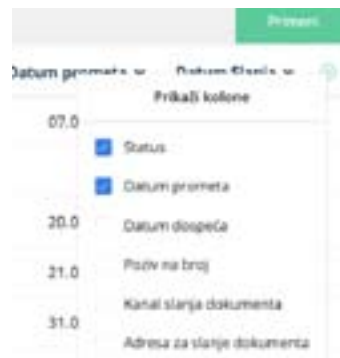 Primeni
Datum prometa Datum Slanja
Prikaži kolone
07.0
Status
Datum prometa
20.0
Datum dospeća
21.0
Poziv na broj
Kanal slanja dokumenta
31.0
Adresa za slanje dokumenta